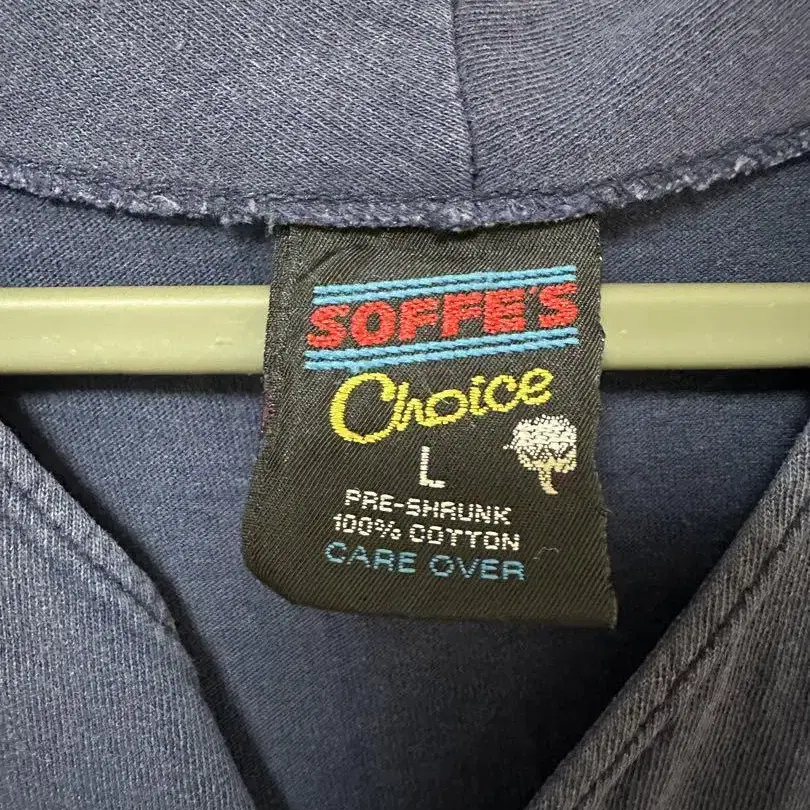 SOFFE'S
Choice
L
PRE-SHRUNK
100% COTTON
CARE OVER